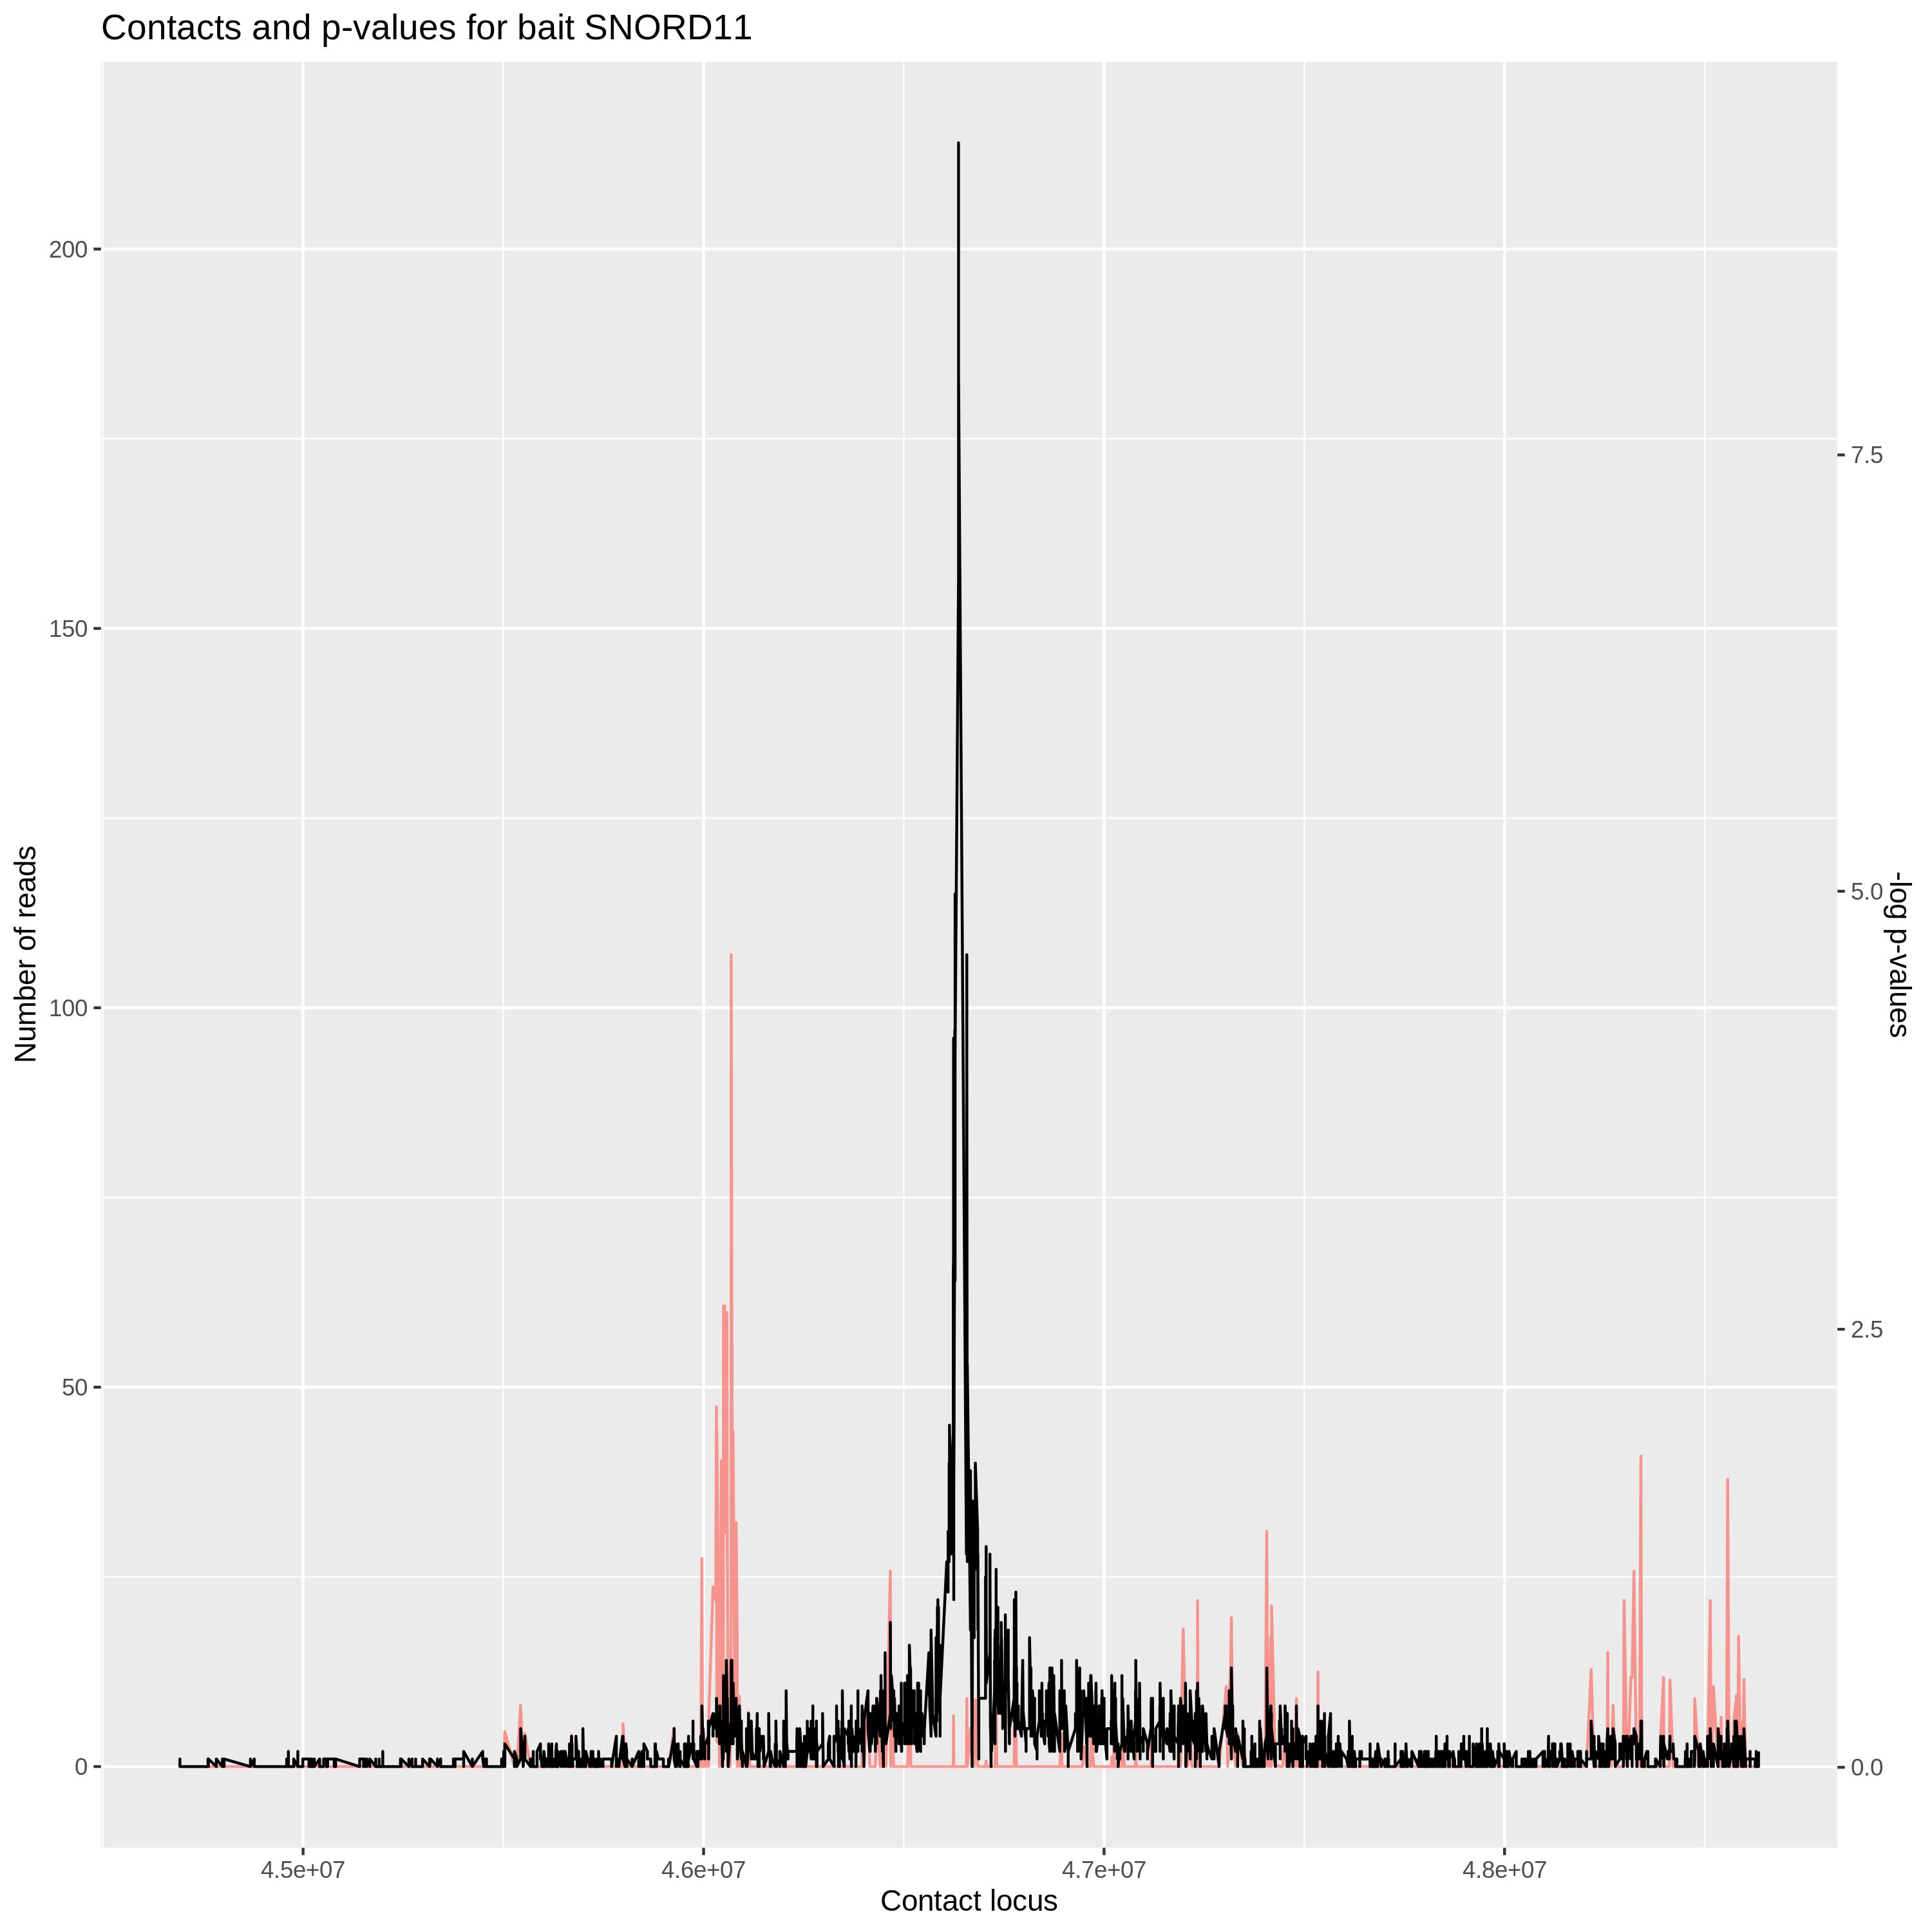 Contacts and p-values for bait SNORD11
200
150
100
50
0
Number of reads
7.5
5.0
2.5
0.0
-log p-values
4.5e+07
4.6e+07
4.7e+07
4.8e+07
Contact locus